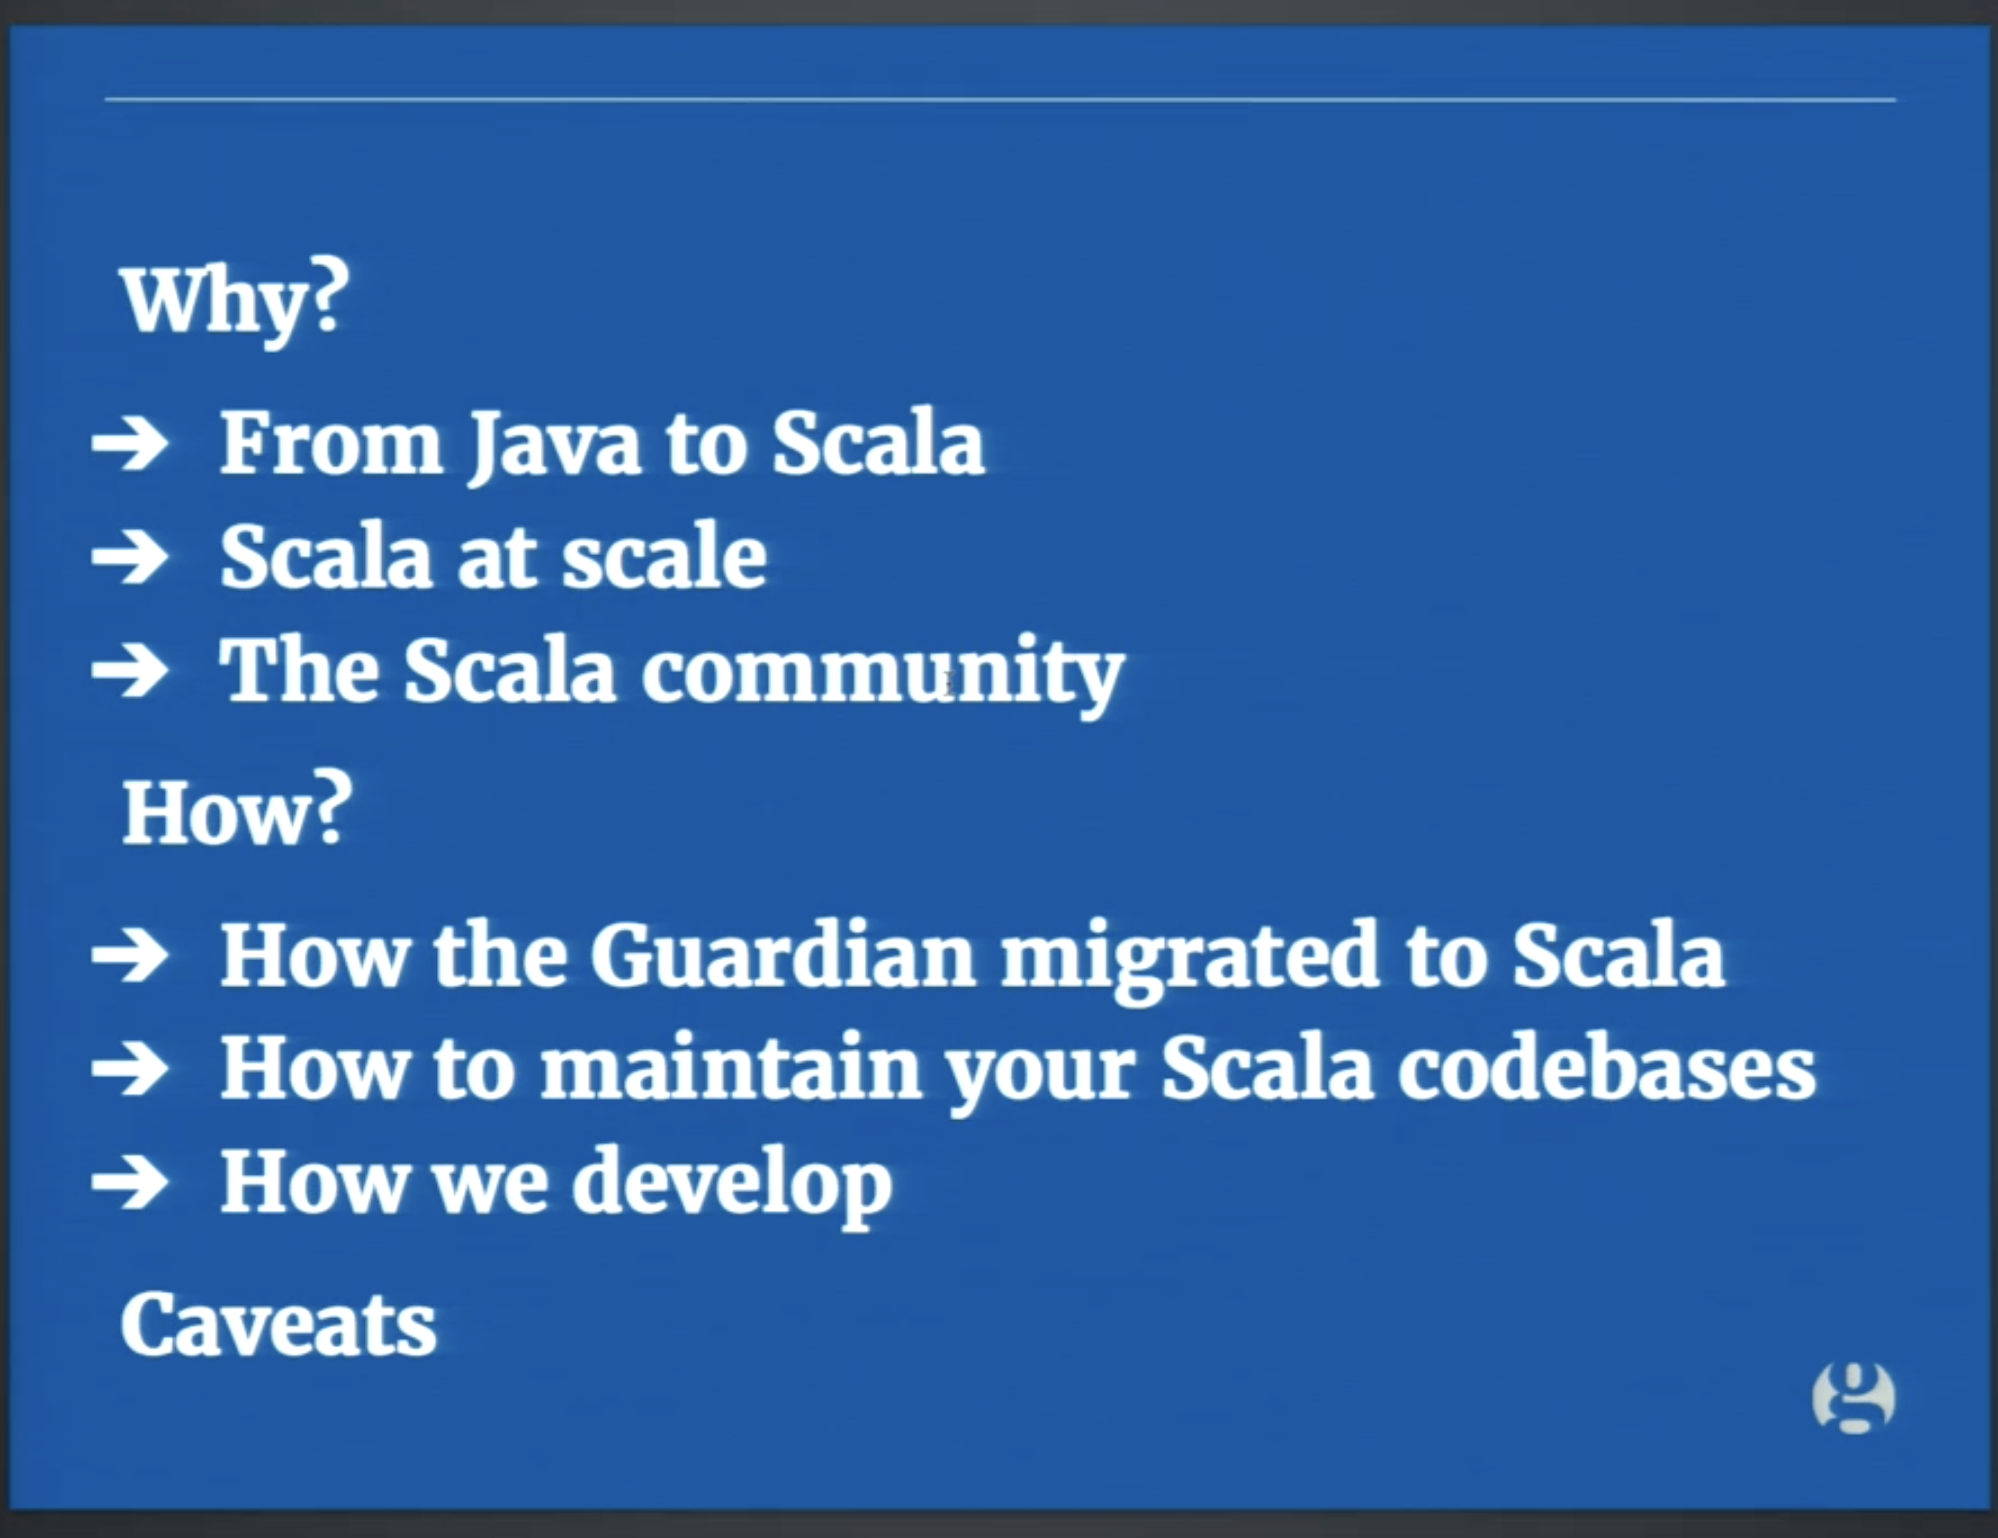 Why?
➔ From Java to Scala
➔ Scala at scale
➔ The Scala community
How?
➔ How the Guardian migrated to Scala
➔ How to maintain your Scala codebases
➔ How we develop
Caveats
g